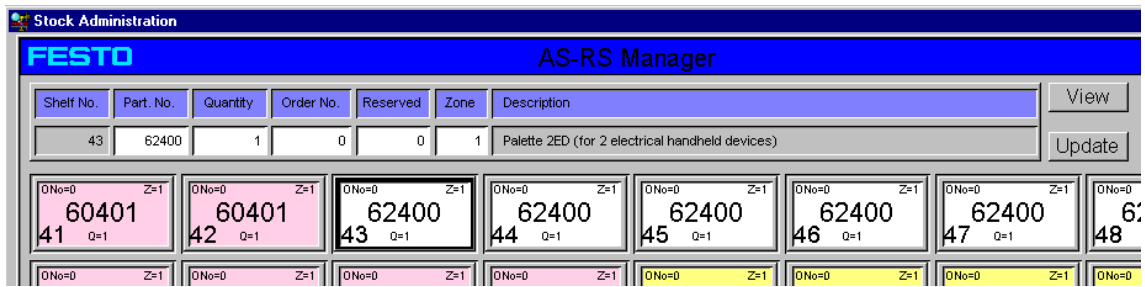 Stock Administration
FESTO AS-RS Manager
Shelf No. Part. No. Quantity Order No. Reserved Zone Description View
43 62400 1 0 0 1 Palette 2ED (for 2 electrical handheld devices) Update
ONo=0 Z=1 ONo=0 Z=1 ONo=0 Z=1 ONo=0 Z=1 ONo=0 Z=1 ONo=0 Z=1 ONo=0 Z=1 ONo=0
60401 60401 62400 62400 62400 62400 62400
41 Q=1 42 Q=1 43 Q=1 44 Q=1 45 Q=1 46 Q=1 47 Q=1 48
ONo=0 Z=1 ONo=0 Z=1 ONo=0 Z=1 ONo=0 Z=1 ONo=0 Z=1 ONo=0 Z=1 ONo=0 Z=1 ONo=0